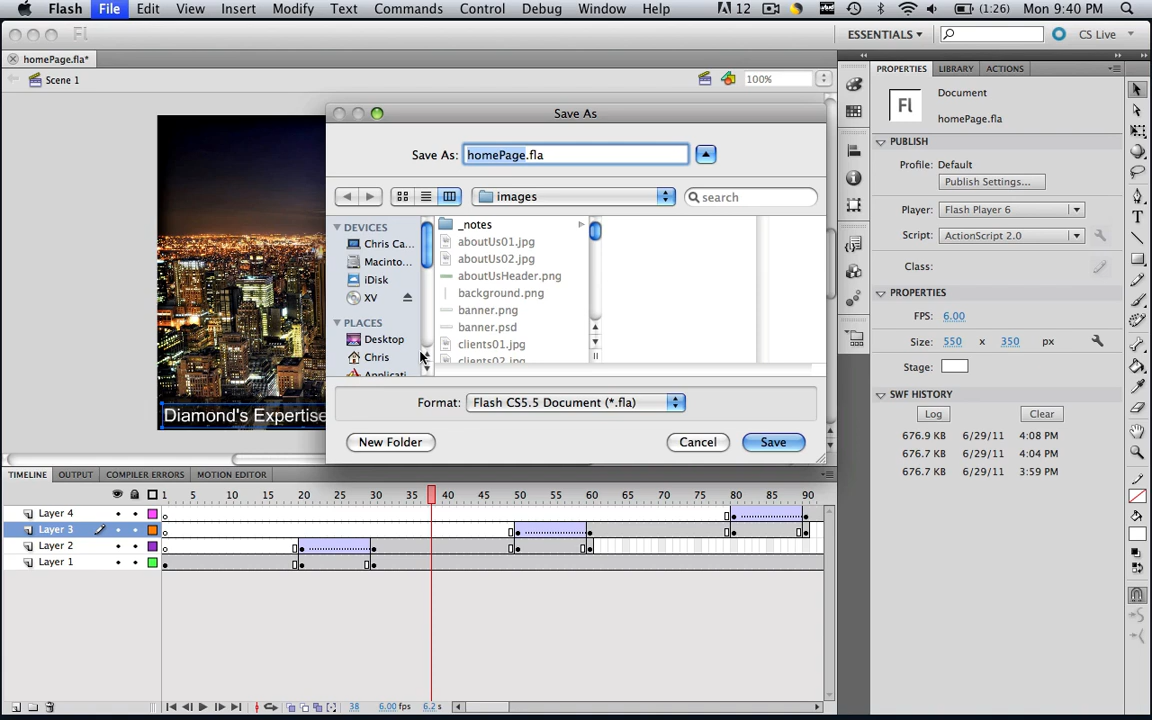 Flash File Edit View Insert Modify Text Commands Control Debug Window Help 12 (1:26) Mon 9:40 PM
Fl ESSENTIALS CS Live
homePage.fla*
Scene 1 100%
Save As
Save As: homePage.fla
images search
DEVICES
Chris Ca...
Macinto...
iDisk
XV
PLACES
Desktop
Chris
Applicati
_notes
aboutUs01.jpg
aboutUs02.jpg
aboutUsHeader.png
background.png
banner.png
banner.psd
clients01.jpg
clients02.jpg
Format: Flash CS5.5 Document (*.fla)
New Folder Cancel Save
Diamond's Expertise
PROPERTIES LIBRARY ACTIONS
Fl
Document
homePage.fla
PUBLISH
Profile: Default
Publish Settings...
Player: Flash Player 6
Script: ActionScript 2.0
Class:
PROPERTIES
FPS: 6.00
Size: 550 x 350 px
Stage:
SWF HISTORY
Log Clear
676.9 KB 6/29/11 4:08 PM
676.7 KB 6/29/11 4:04 PM
676.7 KB 6/29/11 3:59 PM
TIMELINE OUTPUT COMPILER ERRORS MOTION EDITOR
1 5 10 15 20 25 30 35 40 45 50 55 60 65 70 75 80 85 90
Layer 4
Layer 3
Layer 2
Layer 1
38 6.00 fps 6.2 s